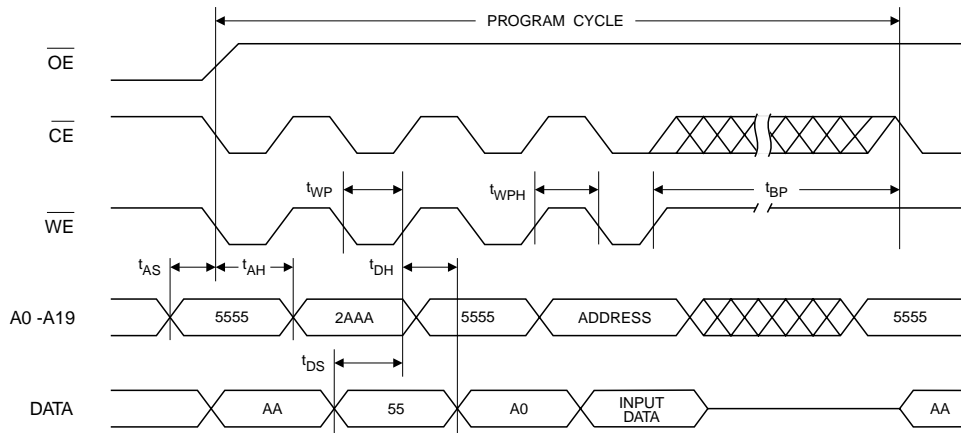 PROGRAM CYCLE
OE
CE
tWP
tWPH
tBP
WE
tAS
tAH
tDH
A0 -A19
5555
2AAA
5555
ADDRESS
5555
tDS
DATA
AA
55
A0
INPUT
DATA
AA